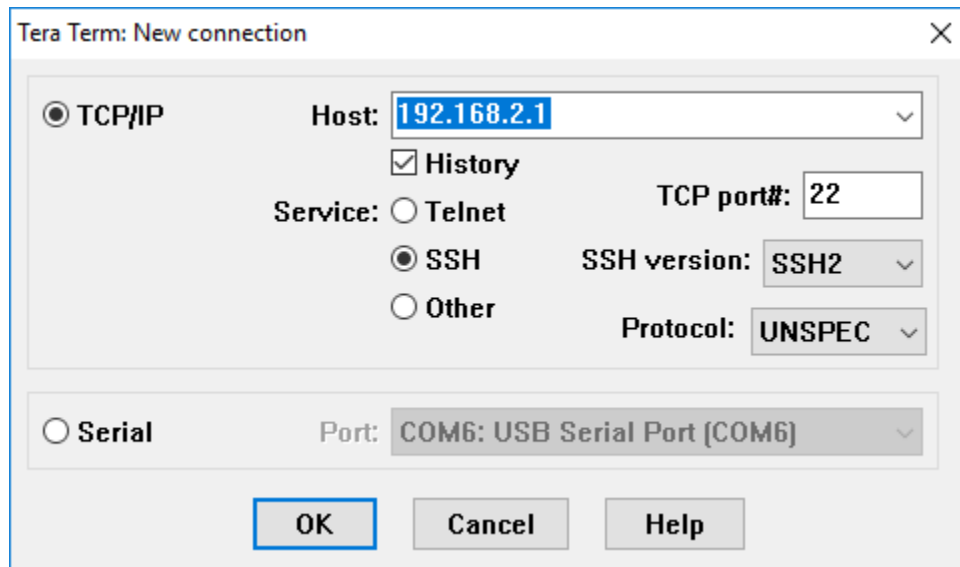 Tera Term: New connection
TCP/IP Host: 192.168.2.1
History
Service: Telnet TCP port#: 22
SSH SSH version: SSH2
Other Protocol: UNSPEC
Serial Port: COM6: USB Serial Port (COM6)
OK Cancel Help